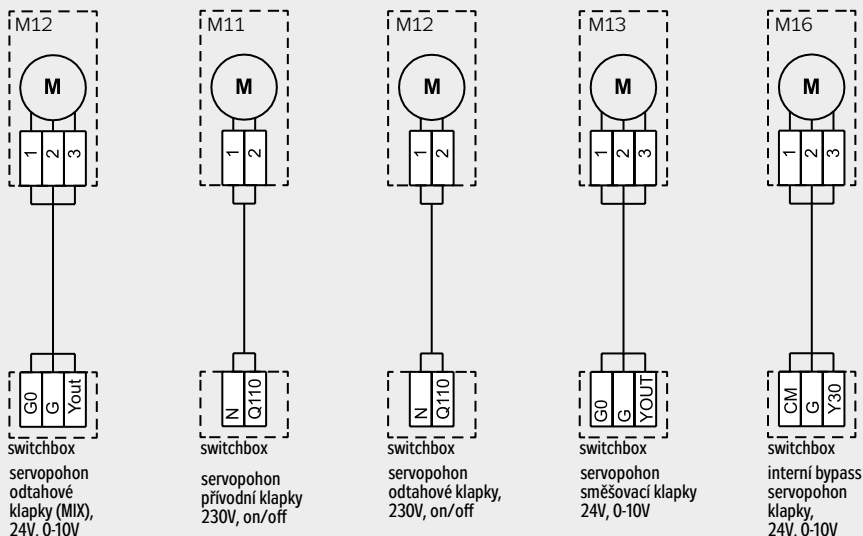 M12
M
1 2 3
G0 G Yout
switchbox
servopohon
odtahové
klapky (MIX),
24V, 0-10V
M11
M
1 2
N Q110
switchbox
servopohon
přívodní klapky
230V, on/off
M12
M
1 2
N Q110
switchbox
servopohon
odtahové klapky,
230V, on/off
M13
M
1 2 3
G0 G YOUT
switchbox
servopohon
směšovací klapky
24V, 0-10V
M16
M
1 2 3
CM G Y30
switchbox
interní bypass
servopohon
klapky,
24V, 0-10V